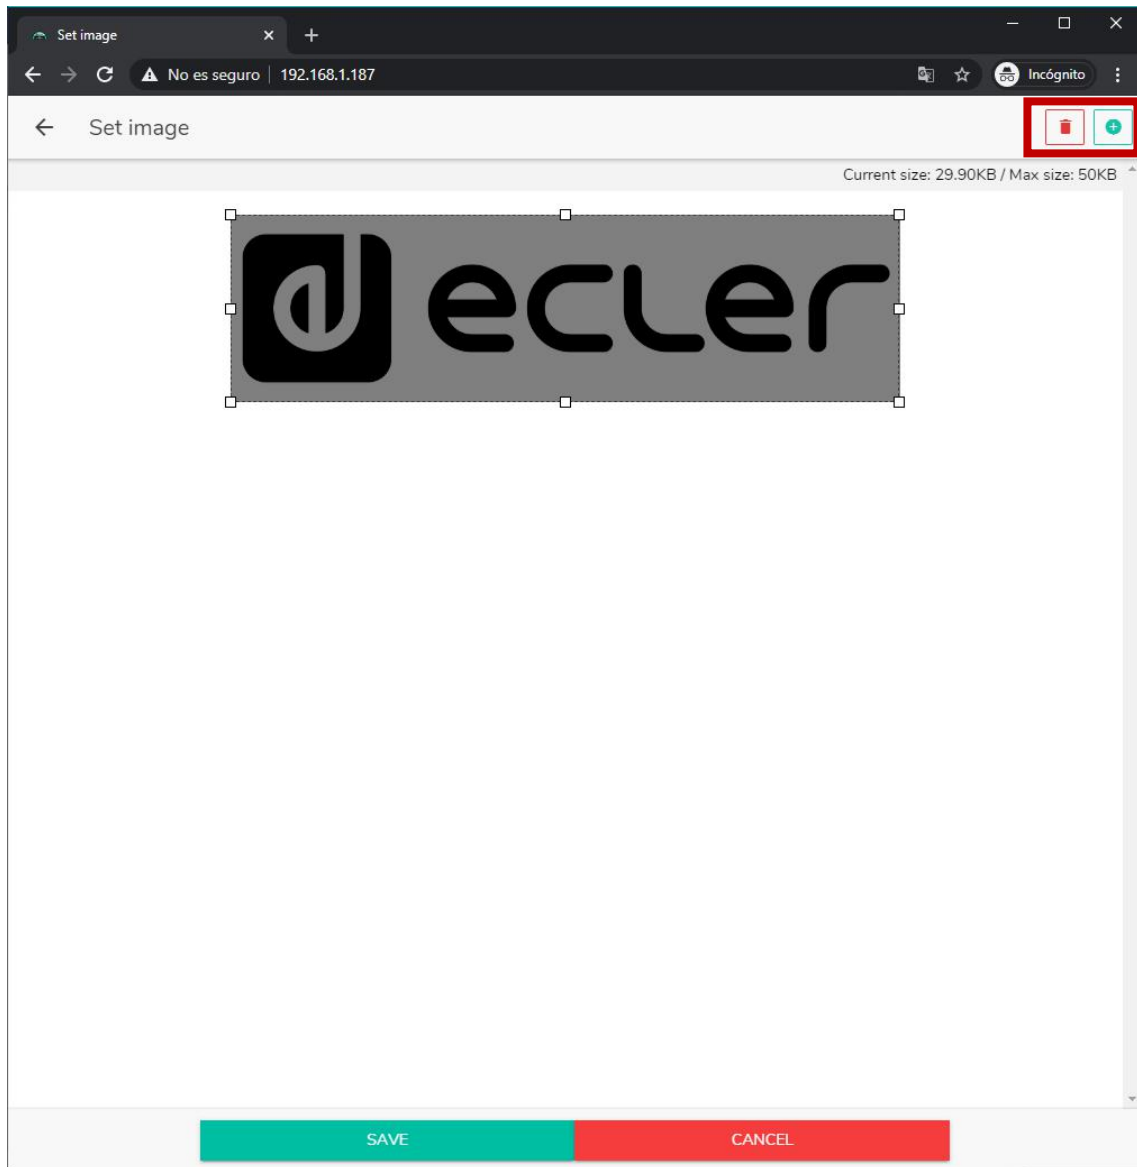 Set image
No es seguro 192.168.1.187 Incógnito
Set image
Current size: 29.90KB / Max size: 50KB
ecler
SAVE CANCEL